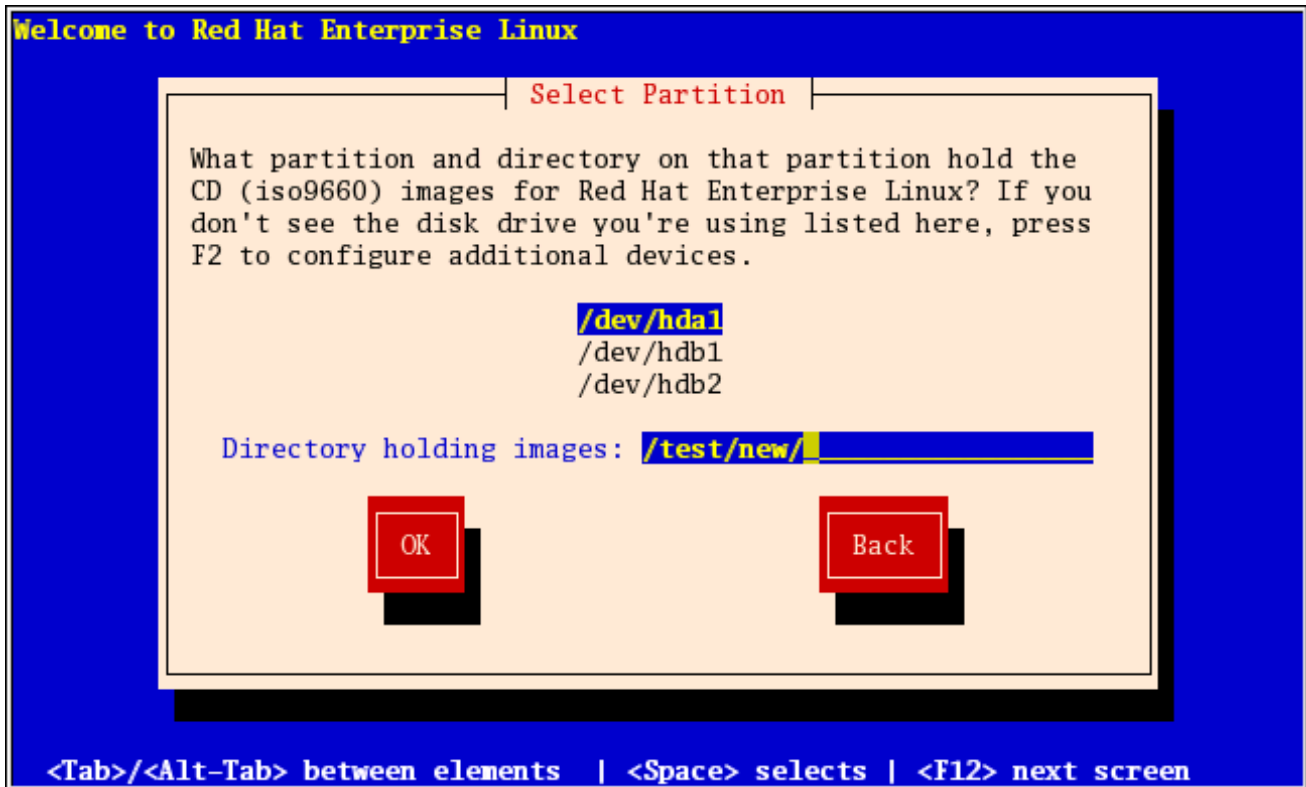 Welcome to Red Hat Enterprise Linux
Select Partition
What partition and directory on that partition hold the
CD (iso9660) images for Red Hat Enterprise Linux? If you
don't see the disk drive you're using listed here, press
F2 to configure additional devices.
/dev/hda1
/dev/hdb1
/dev/hdb2
Directory holding images: /test/new/
OK Back
<Tab>/<Alt-Tab> between elements | <Space> selects | <F12> next screen